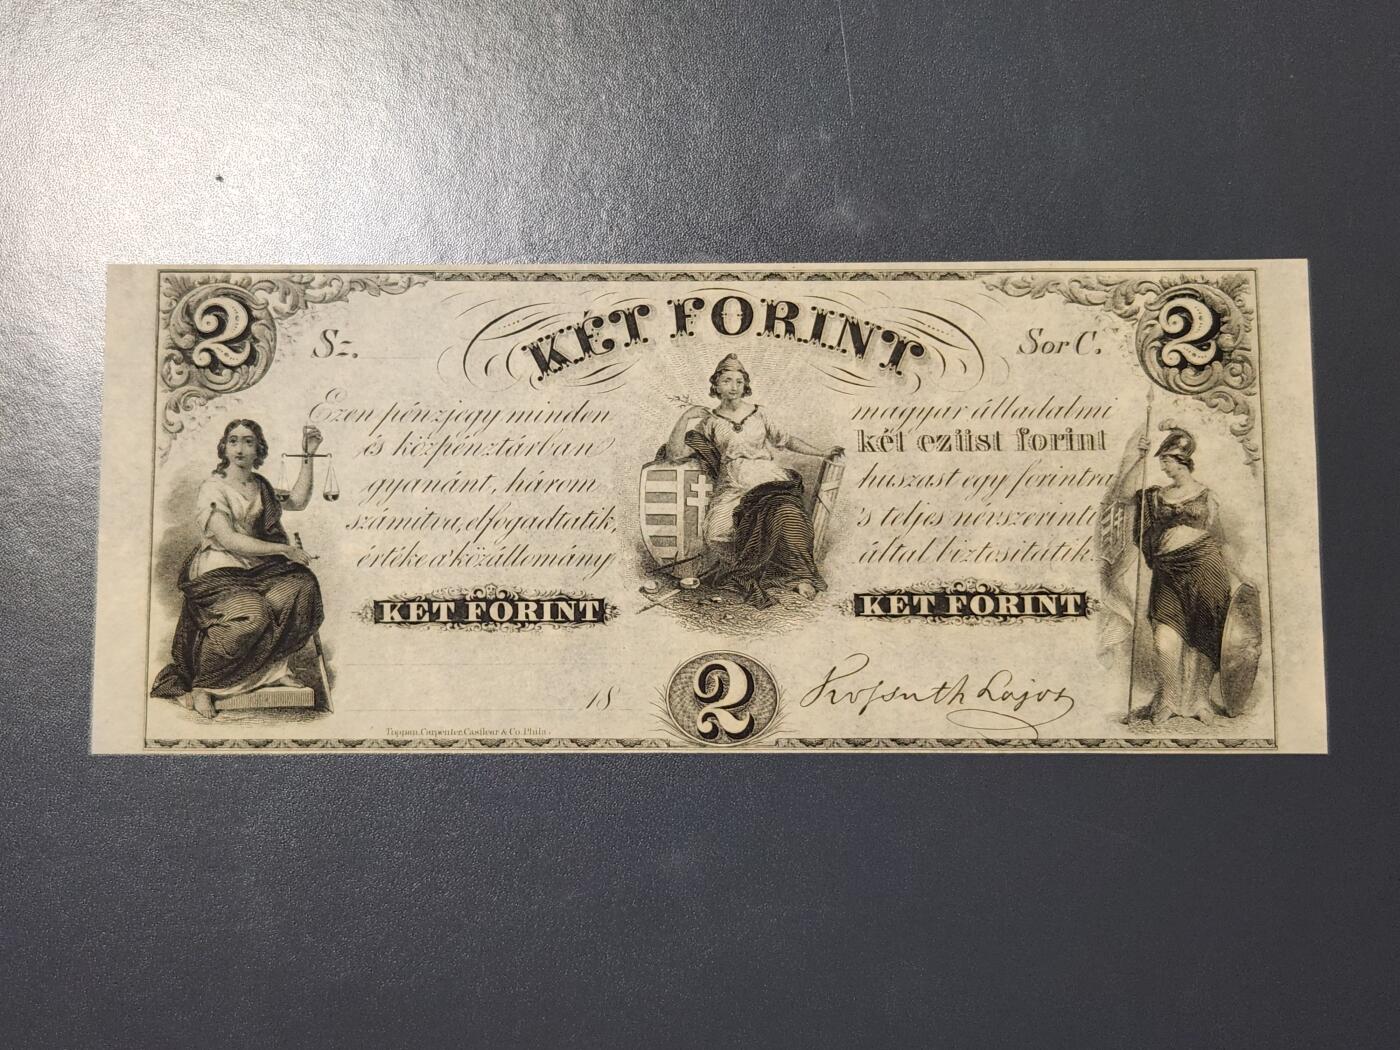 2 KÉT FORINT 2
Sz. Sor C.
Ezen pénzjegy minden magyar álladalmi
és közpénztárban két ezüst forint
gyanánt, három huszast egy forintra
számitva, elfogadtatik, 's teljes névszerinti
értéke a' közállomány által biztosítatik.
KÉT FORINT KÉT FORINT
18 2 Kossuth Lajos
Toppan, Carpenter, Casilear & Co. Phila.